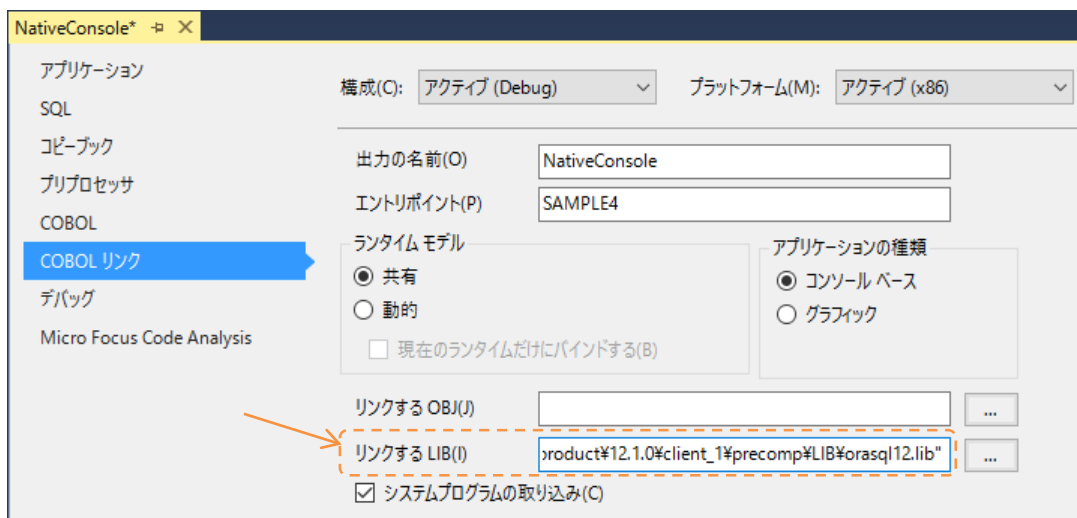 NativeConsole*
アプリケーション
SQL
コピーブック
プリプロセッサ
COBOL
COBOL リンク
デバッグ
Micro Focus Code Analysis
構成(C): アクティブ (Debug) プラットフォーム(M): アクティブ (x86)
出力の名前(O) NativeConsole
エントリポイント(P) SAMPLE4
ランタイム モデル
共有
動的
現在のランタイムだけにバインドする(B)
アプリケーションの種類
コンソール ベース
グラフィック
リンクする OBJ(J) ...
リンクする LIB(I) product¥12.1.0¥client_1¥precomp¥LIB¥orasql12.lib" ...
システムプログラムの取り込み(C)